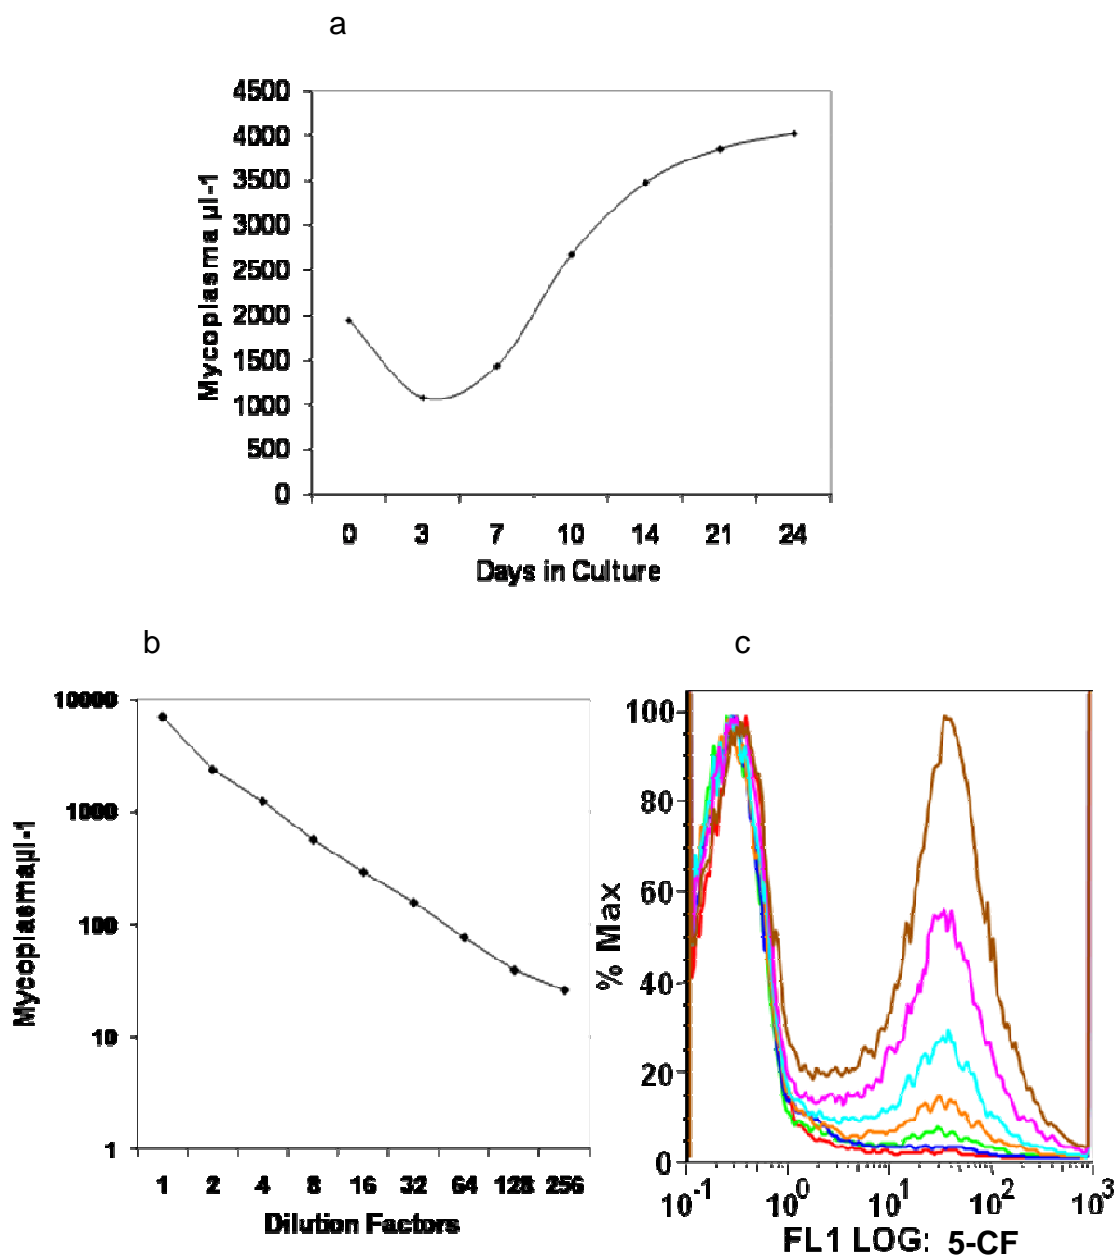 a
4500
4000
3500
3000
2500
2000
1500
1000
500
0
Mycoplasma µl-1
0 3 7 10 14 21 24
Days in Culture
b
10000
1000
100
10
1
Mycoplasmaµl-1
1 2 4 8 16 32 64 128 256
Dilution Factors
c
100
80
60
40
20
0
% Max
10-1 100 101 102 103
FL1 LOG: 5-CF